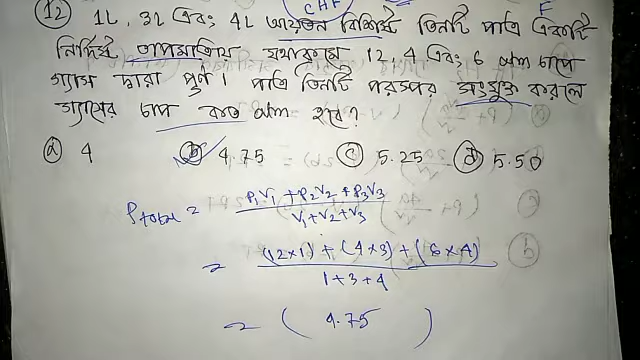 CHF
F
(12) 1L, 3L এবং 4L আয়তন বিশিষ্ট তিনটি পাত্র একটি
নির্দিষ্ট তাপমাত্রায় যথাক্রমে 12, 4 এবং 6 atm চাপে
গ্যাস দ্বারা পূর্ণ। পাত্র তিনটি পরস্পর সংযুক্ত করলে
গ্যাসের চাপ কত atm হবে?
(a) 4 (b) 4.75 (c) 5.25 (d) 5.50
Ptotal = P₁V₁ + P₂V₂ + P₃V₃ / V₁+V₂+V₃
= (12×1) + (4×3) + (6×4) / 1+3+4
= ( 4.75 )